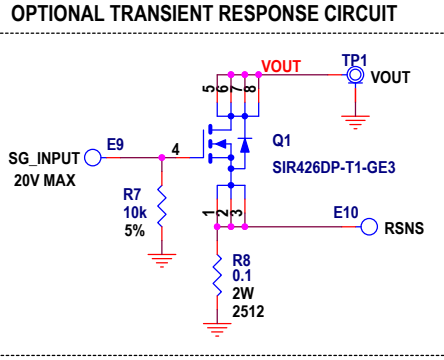 OPTIONAL TRANSIENT RESPONSE CIRCUIT
VOUT
TP1
VOUT
5
6
7
8
E9
4
Q1
SG_INPUT
SIR426DP-T1-GE3
20V MAX
R7
10k
5%
1
2
3
E10
RSNS
R8
0.1
2W
2512